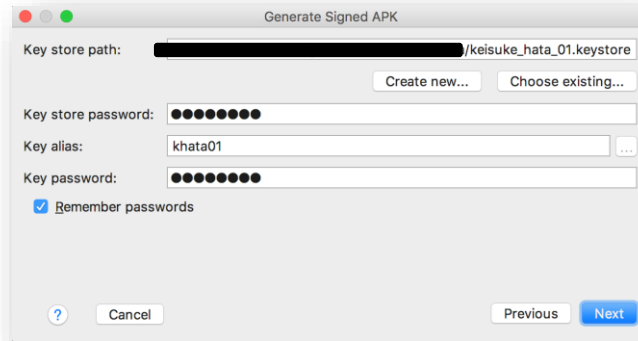 Generate Signed APK
Key store path: /keisuke_hata_01.keystore
Create new... Choose existing...
Key store password: ●●●●●●●●
Key alias: khata01 ...
Key password: ●●●●●●●●
Remember passwords
? Cancel Previous Next